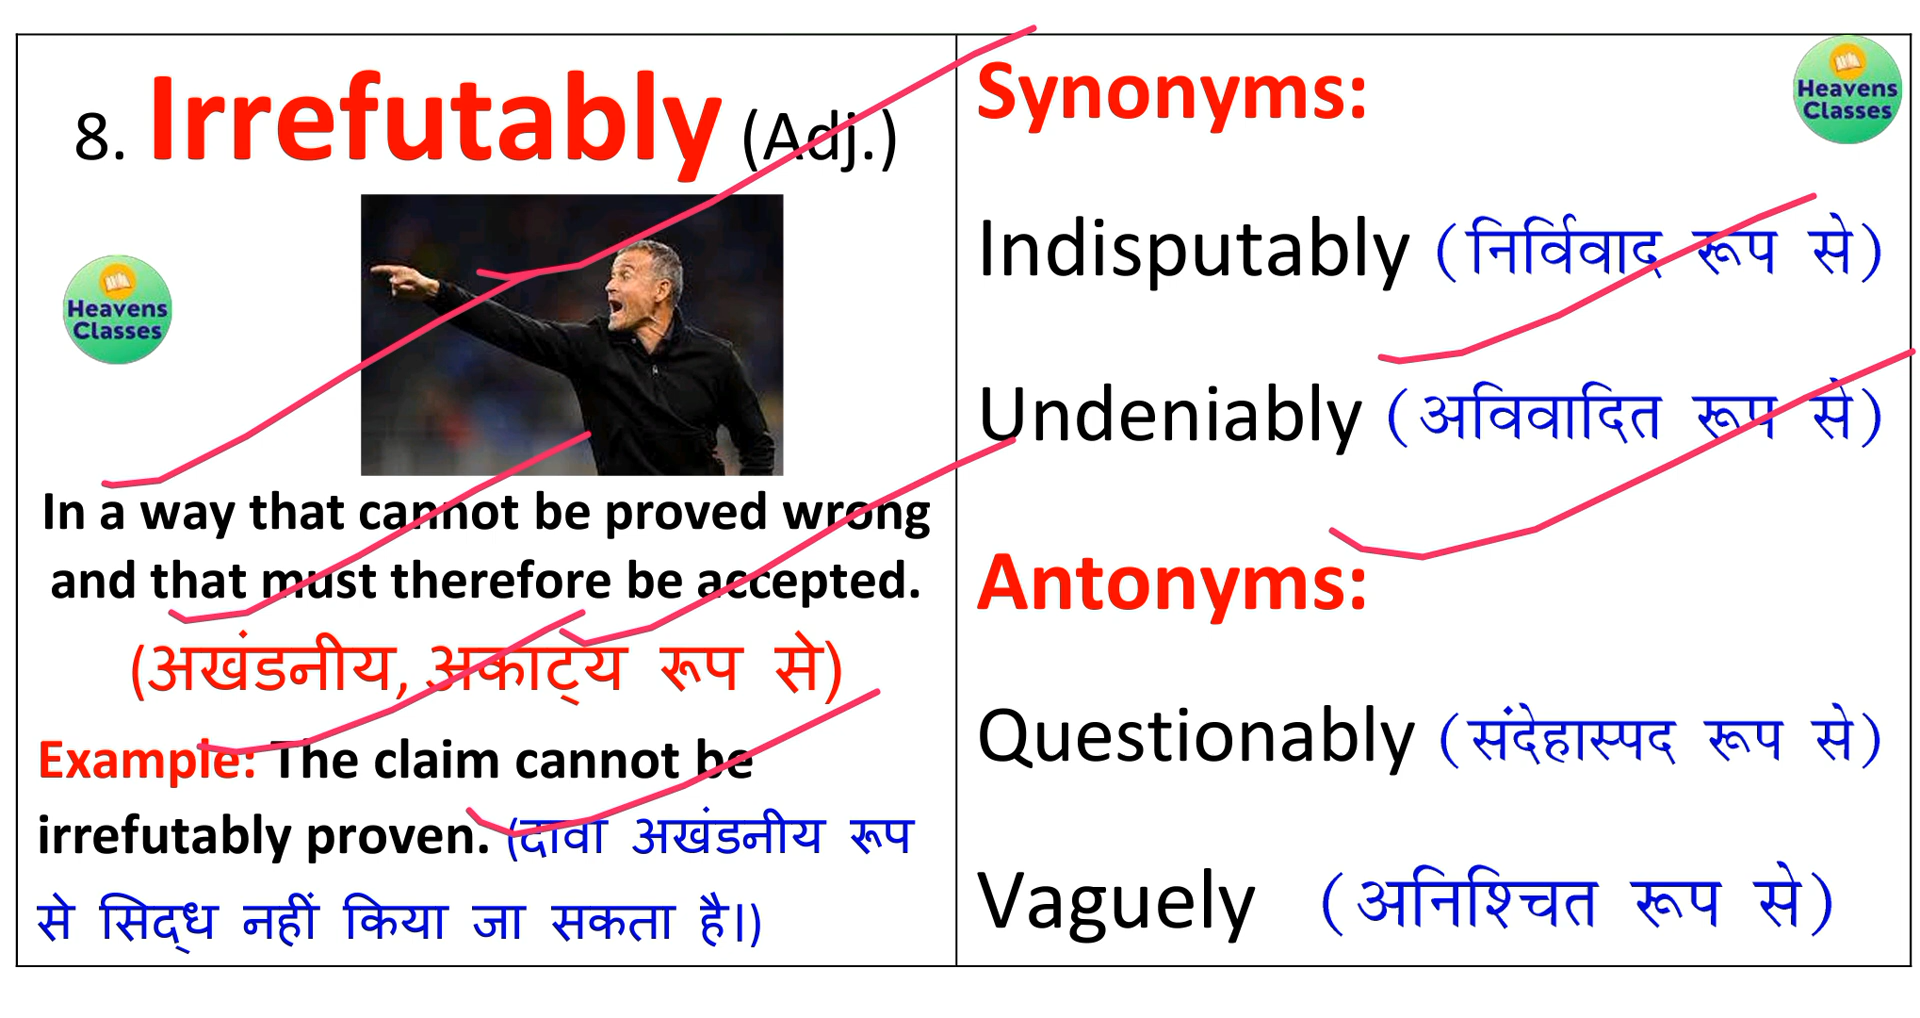 8. Irrefutably (Adj.)
Heavens
Classes
In a way that cannot be proved wrong
and that must therefore be accepted.
(अखंडनीय, अकाट्य रूप से)
Example: The claim cannot be
irrefutably proven. (दावा अखंडनीय रूप
से सिद्ध नहीं किया जा सकता है।)
Synonyms:
Heavens
Classes
Indisputably (निर्विवाद रूप से)
Undeniably (अविवादित रूप से)
Antonyms:
Questionably (संदेहास्पद रूप से)
Vaguely (अनिश्चित रूप से)